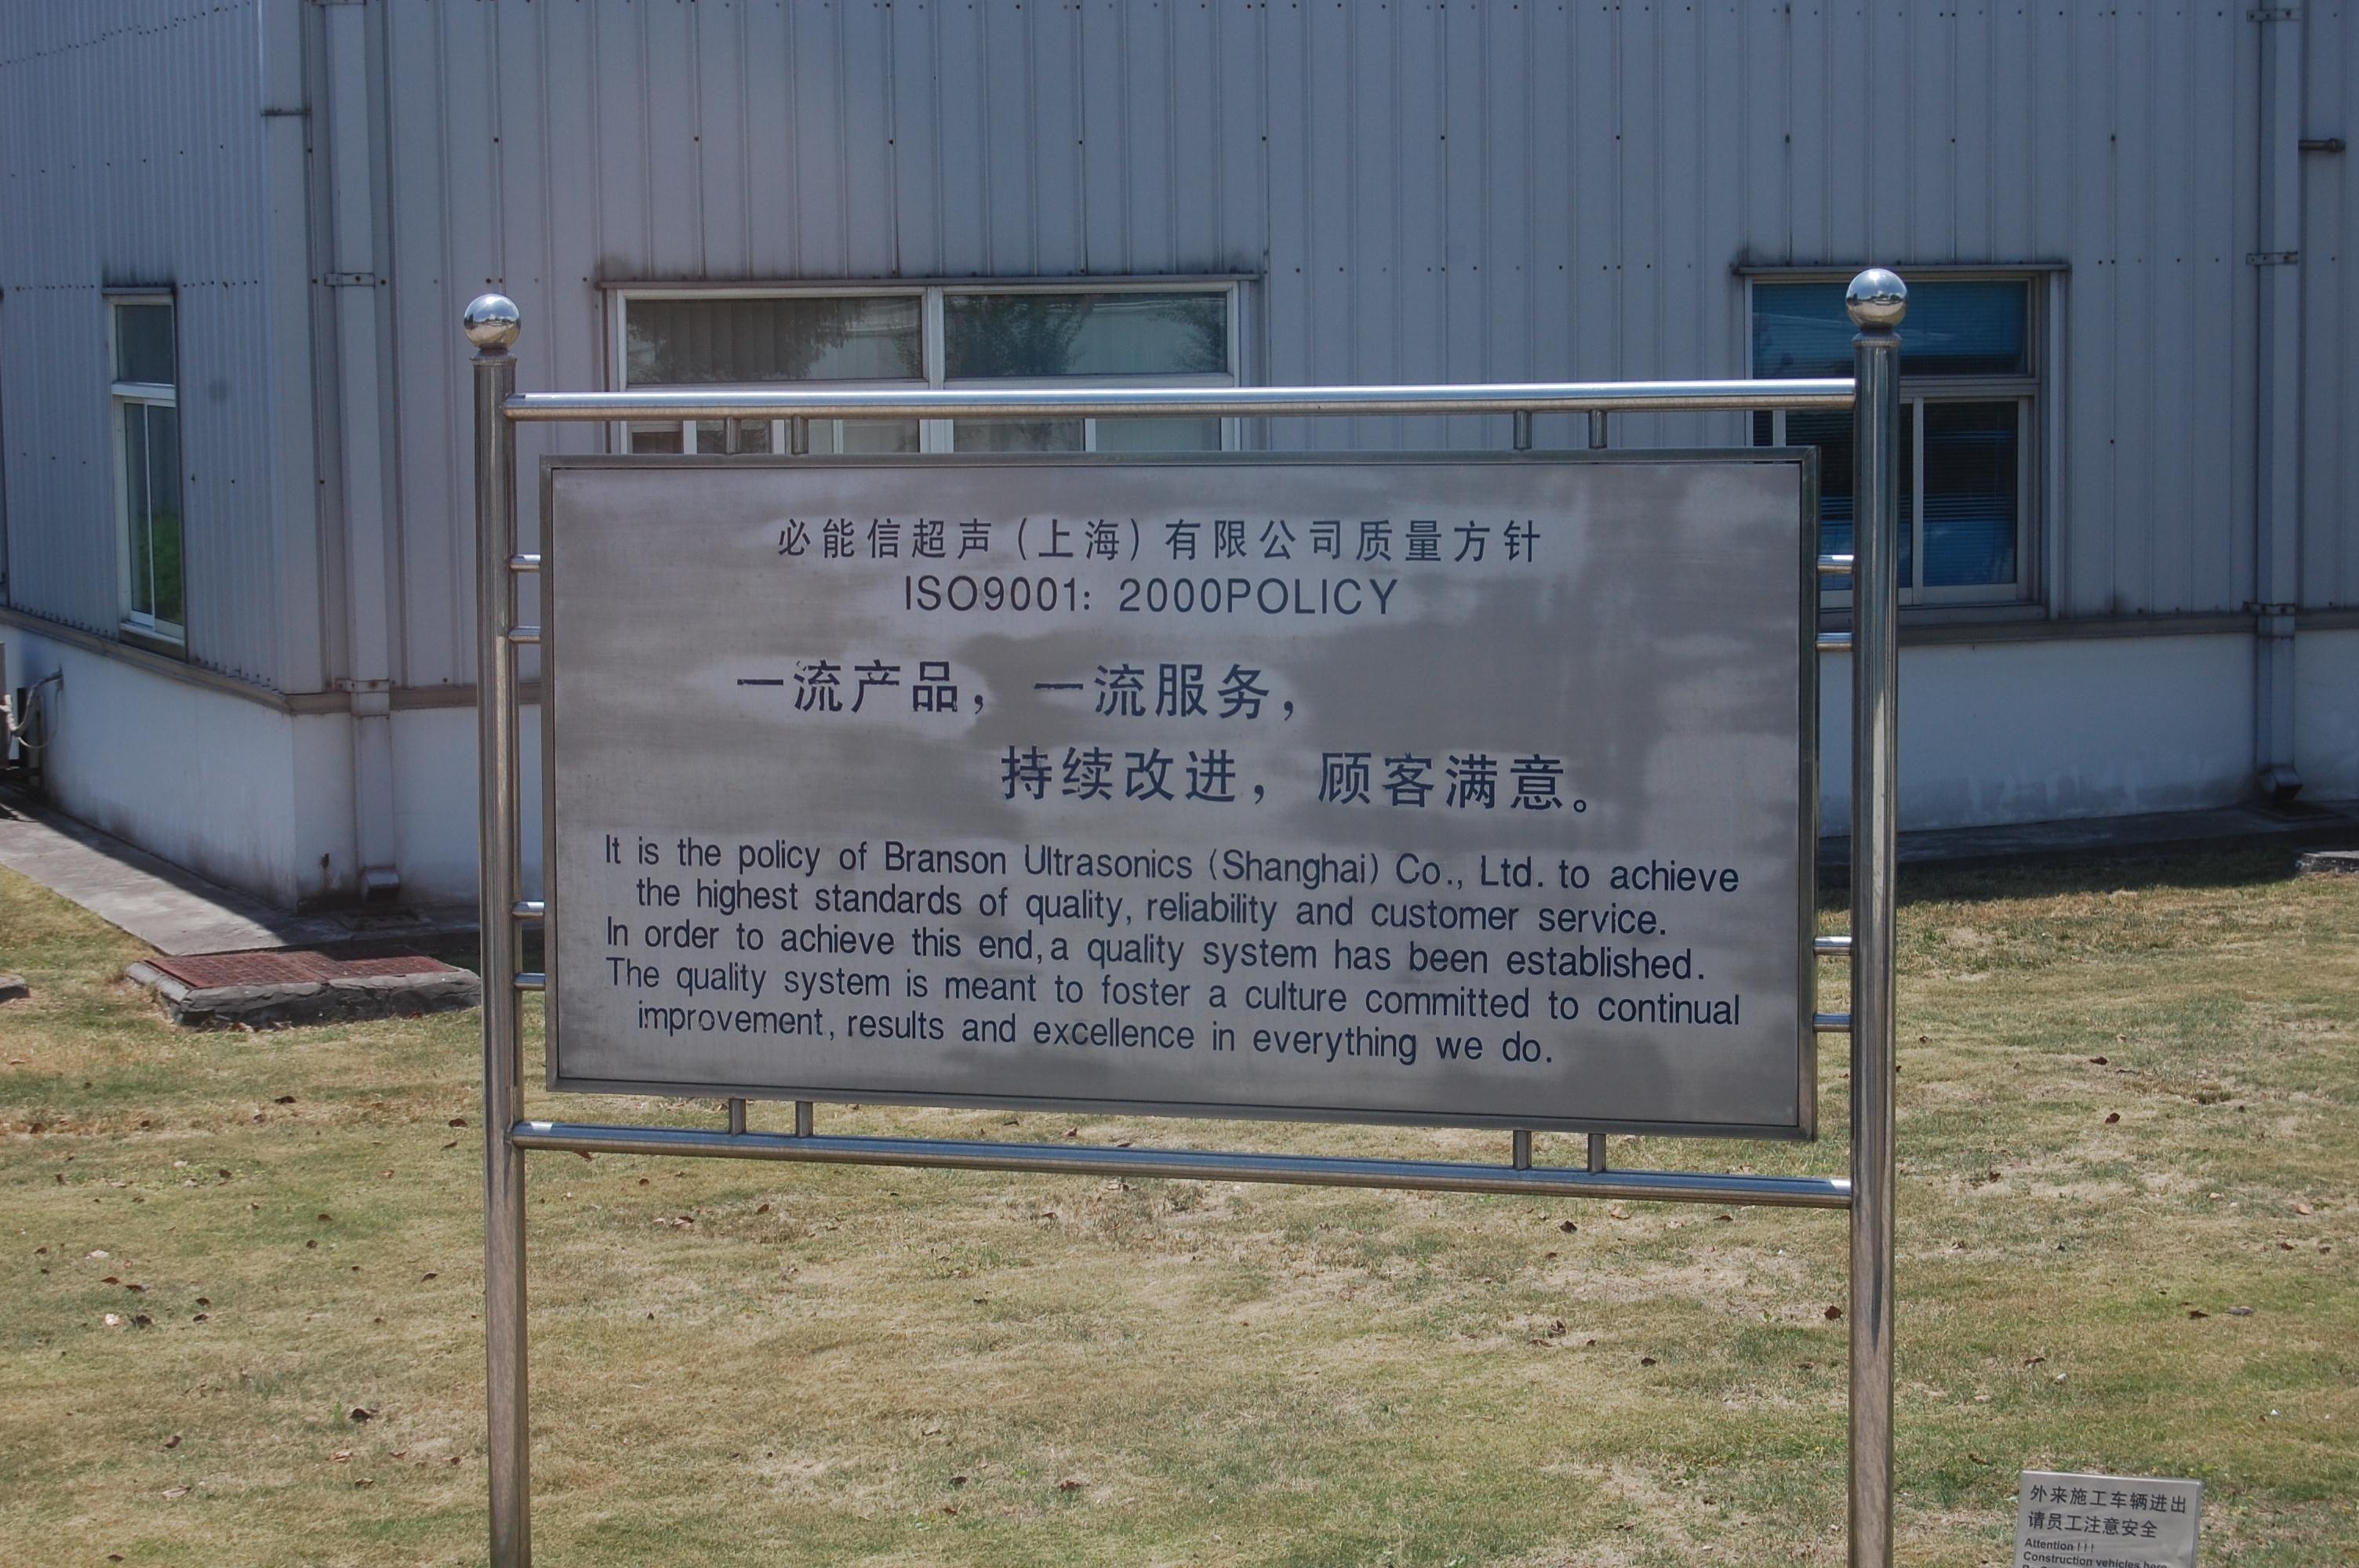 必能信超声(上海)有限公司质量方针
ISO9001: 2000POLICY
一流产品, 一流服务,
持续改进, 顾客满意。
It is the policy of Branson Ultrasonics (Shanghai) Co., Ltd. to achieve
the highest standards of quality, reliability and customer service.
In order to achieve this end, a quality system has been established.
The quality system is meant to foster a culture committed to continual
improvement, results and excellence in everything we do.
外来施工车辆进出
请员工注意安全
Attention!!!
Construction vehicles here